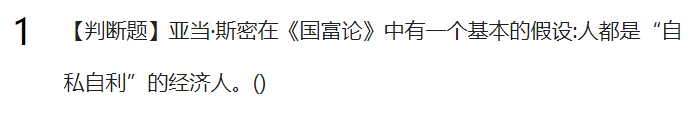 1 【判断题】亚当·斯密在《国富论》中有一个基本的假设:人都是“自
私自利”的经济人。()